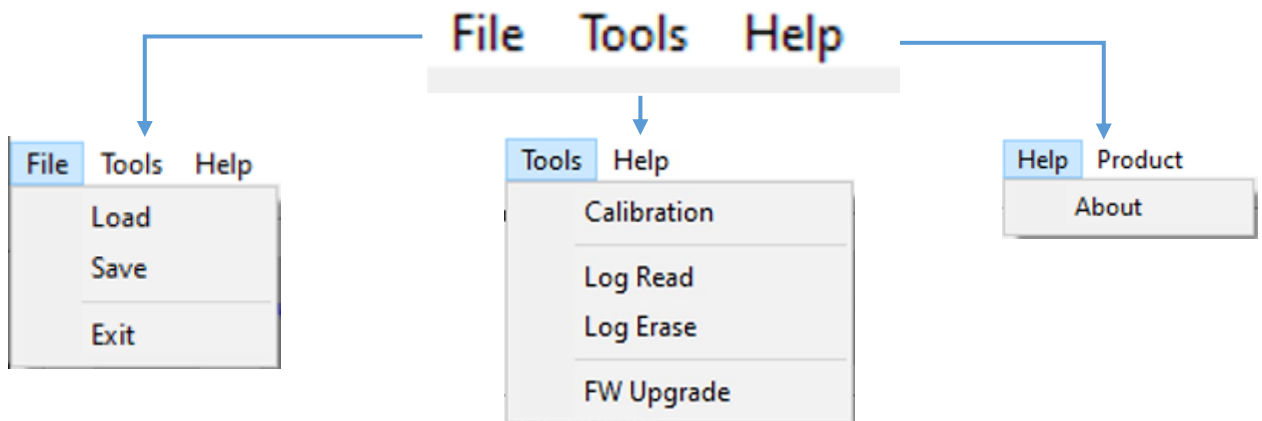 File Tools Help
File Tools Help
Load
Save
Exit
Tools Help
Calibration
Log Read
Log Erase
FW Upgrade
Help Product
About